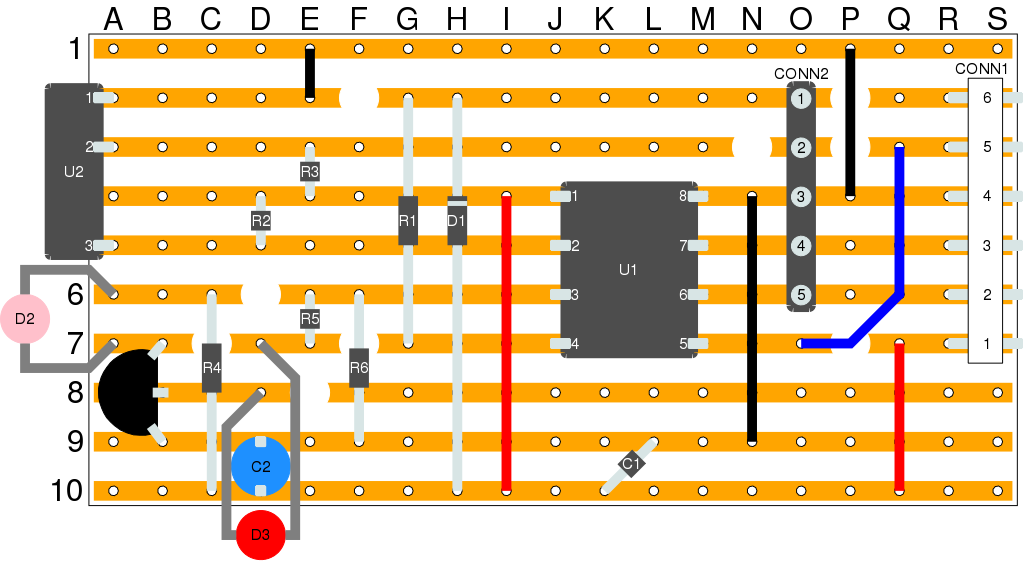 A B C D E F G H I J K L M N O P Q R S
1
CONN2 CONN1
1 1 6
2 2 5
U2 R3
R2 R1 D1 1 8 3 4
3 2 7 4 3
U1
6 3 6 5 2
D2 R5
7 4 5 1
R4 R6
8
9
C2 C1
10
D3